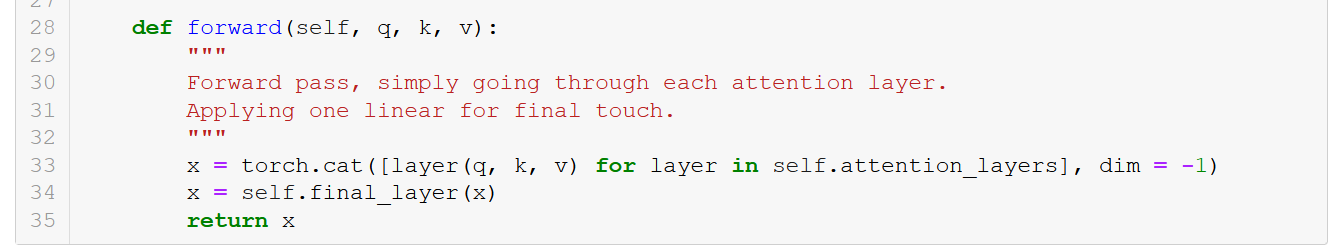 27
28 def forward(self, q, k, v):
29 """
30 Forward pass, simply going through each attention layer.
31 Applying one linear for final touch.
32 """
33 x = torch.cat([layer(q, k, v) for layer in self.attention_layers], dim = -1)
34 x = self.final_layer(x)
35 return x